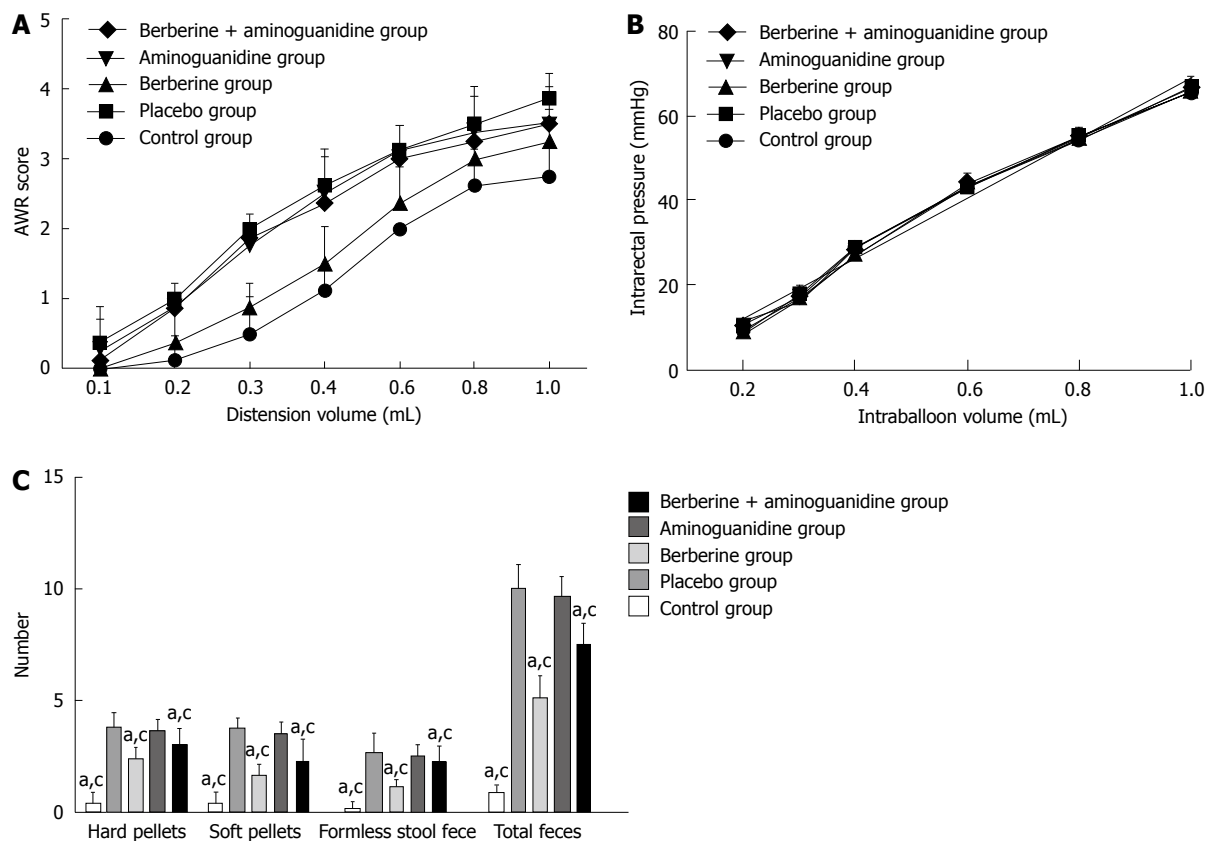 A
AWR score
5
4
3
2
1
0
Berberine + aminoguanidine group
Aminoguanidine group
Berberine group
Placebo group
Control group
0.1 0.2 0.3 0.4 0.6 0.8 1.0
Distension volume (mL)
B
Intrarectal pressure (mmHg)
80
60
40
20
0
Berberine + aminoguanidine group
Aminoguanidine group
Berberine group
Placebo group
Control group
0.2 0.4 0.6 0.8 1.0
Intraballoon volume (mL)
C
Number
15
10
5
0
a,c a,c a,c
a,c a,c a,c
a,c a,c a,c
a,c a,c a,c
Hard pellets Soft pellets Formless stool fece Total feces
Berberine + aminoguanidine group
Aminoguanidine group
Berberine group
Placebo group
Control group